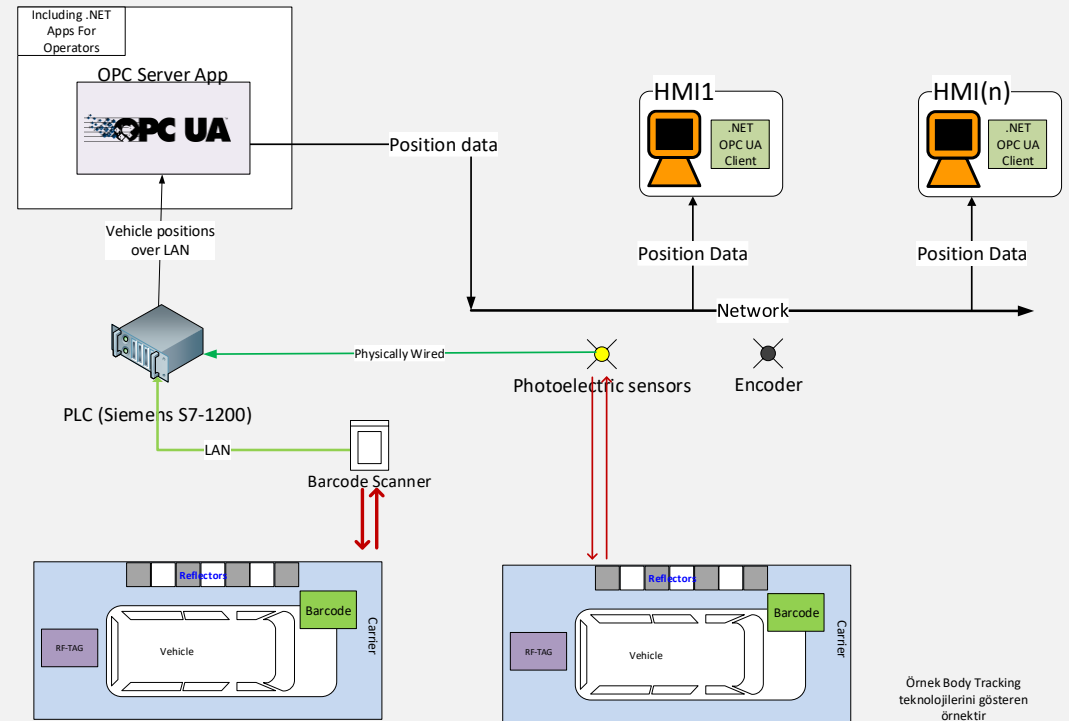 Including .NET
Apps For
Operators
OPC Server App
OPC UA
Position data
HMI1
.NET
OPC UA
Client
HMI(n)
.NET
OPC UA
Client
Vehicle positions
over LAN
Position Data
Position Data
Network
Physically Wired
Photoelectric sensors
Encoder
PLC (Siemens S7-1200)
LAN
Barcode Scanner
Reflectors
Barcode
Carrier
RF-TAG
Vehicle
Reflectors
Barcode
Carrier
RF-TAG
Vehicle
Örnek Body Tracking
teknolojilerini gösteren
örnektir